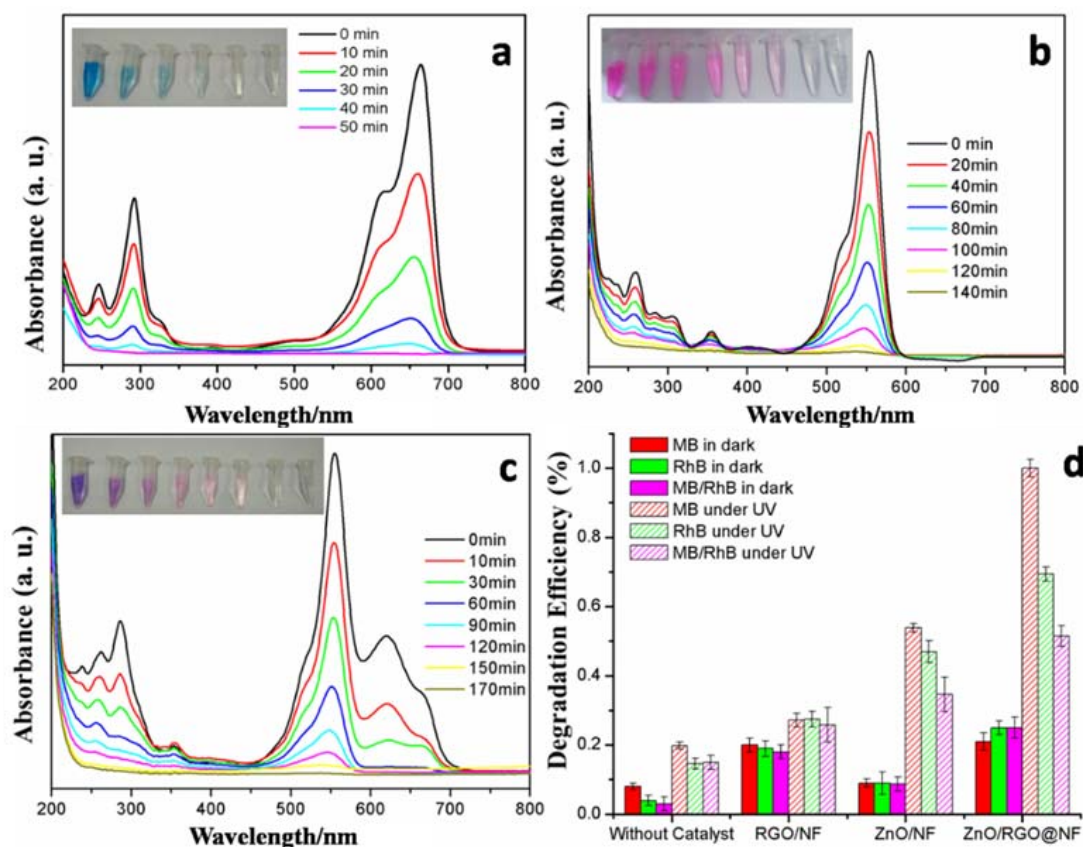 a
0 min
10 min
20 min
30 min
40 min
50 min
Absorbance (a. u.)
200 300 400 500 600 700 800
Wavelength/nm
b
0 min
20min
40min
60min
80min
100min
120min
140min
Absorbance (a. u.)
200 300 400 500 600 700 800
Wavelength/nm
c
0min
10min
30min
60min
90min
120min
150min
170min
Absorbance (a. u.)
200 300 400 500 600 700 800
Wavelength/nm
d
MB in dark
RhB in dark
MB/RhB in dark
MB under UV
RhB under UV
MB/RhB under UV
Degradation Efficiency (%)
1.0
0.8
0.6
0.4
0.2
0.0
Without Catalyst RGO/NF ZnO/NF ZnO/RGO@NF